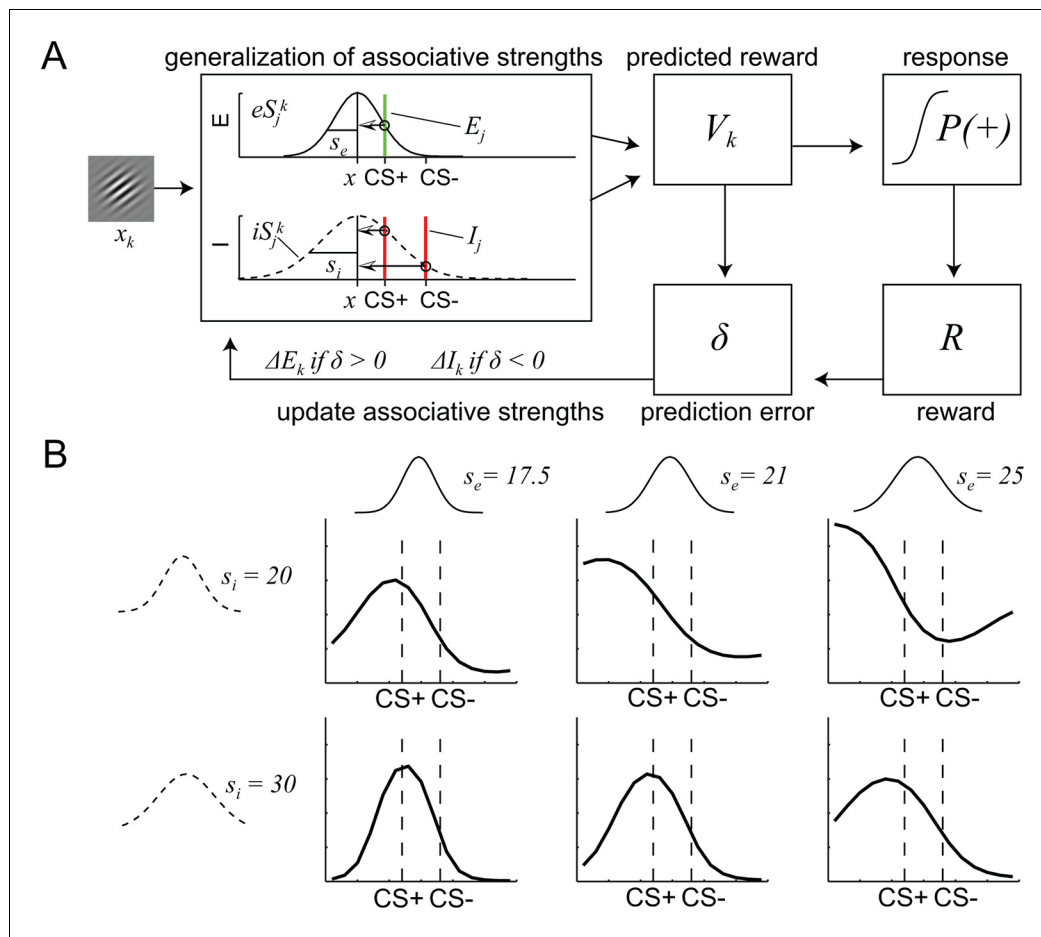 A
generalization of associative strengths
predicted reward
response
E
eS_j^k
E_j
s_e
x CS+ CS-
x_k
I
iS_j^k
I_j
s_i
x CS+ CS-
V_k
P(+)
δ
R
ΔE_k if δ > 0 ΔI_k if δ < 0
update associative strengths
prediction error
reward
B
s_e = 17.5
s_e = 21
s_e = 25
s_i = 20
CS+ CS-
CS+ CS-
CS+ CS-
s_i = 30
CS+ CS-
CS+ CS-
CS+ CS-